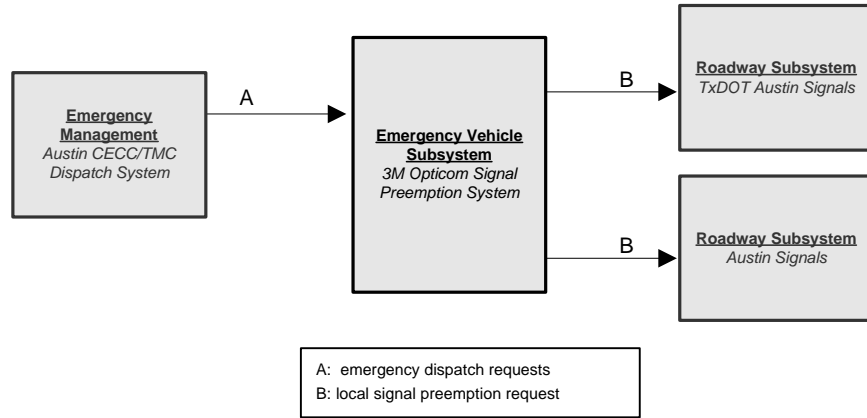 Emergency
Management
Austin CECC/TMC
Dispatch System
A
Emergency Vehicle
Subsystem
3M Opticom Signal
Preemption System
B
Roadway Subsystem
TxDOT Austin Signals
B
Roadway Subsystem
Austin Signals
A: emergency dispatch requests
B: local signal preemption request